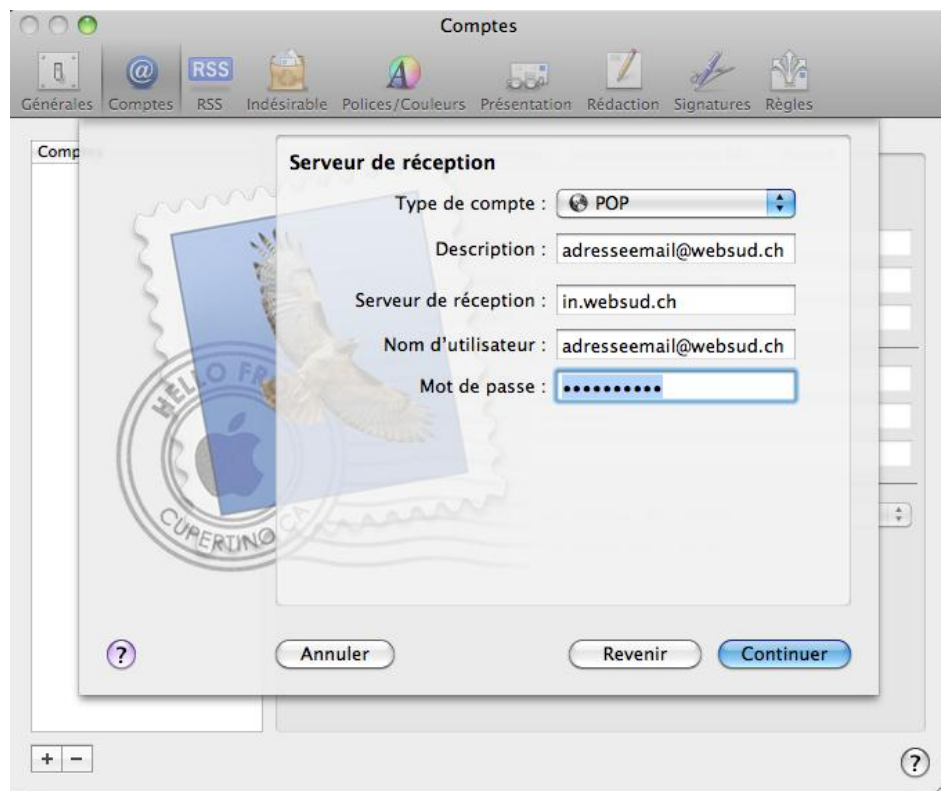 Comptes
Générales Comptes RSS Indésirable Polices/Couleurs Présentation Rédaction Signatures Règles
RSS
Serveur de réception
Type de compte : POP
Description : adresseemail@websud.ch
Serveur de réception : in.websud.ch
Nom d'utilisateur : adresseemail@websud.ch
Mot de passe : ••••••••••
HELLO FR
CUPERTINO CA
? Annuler Revenir Continuer
+ − ?